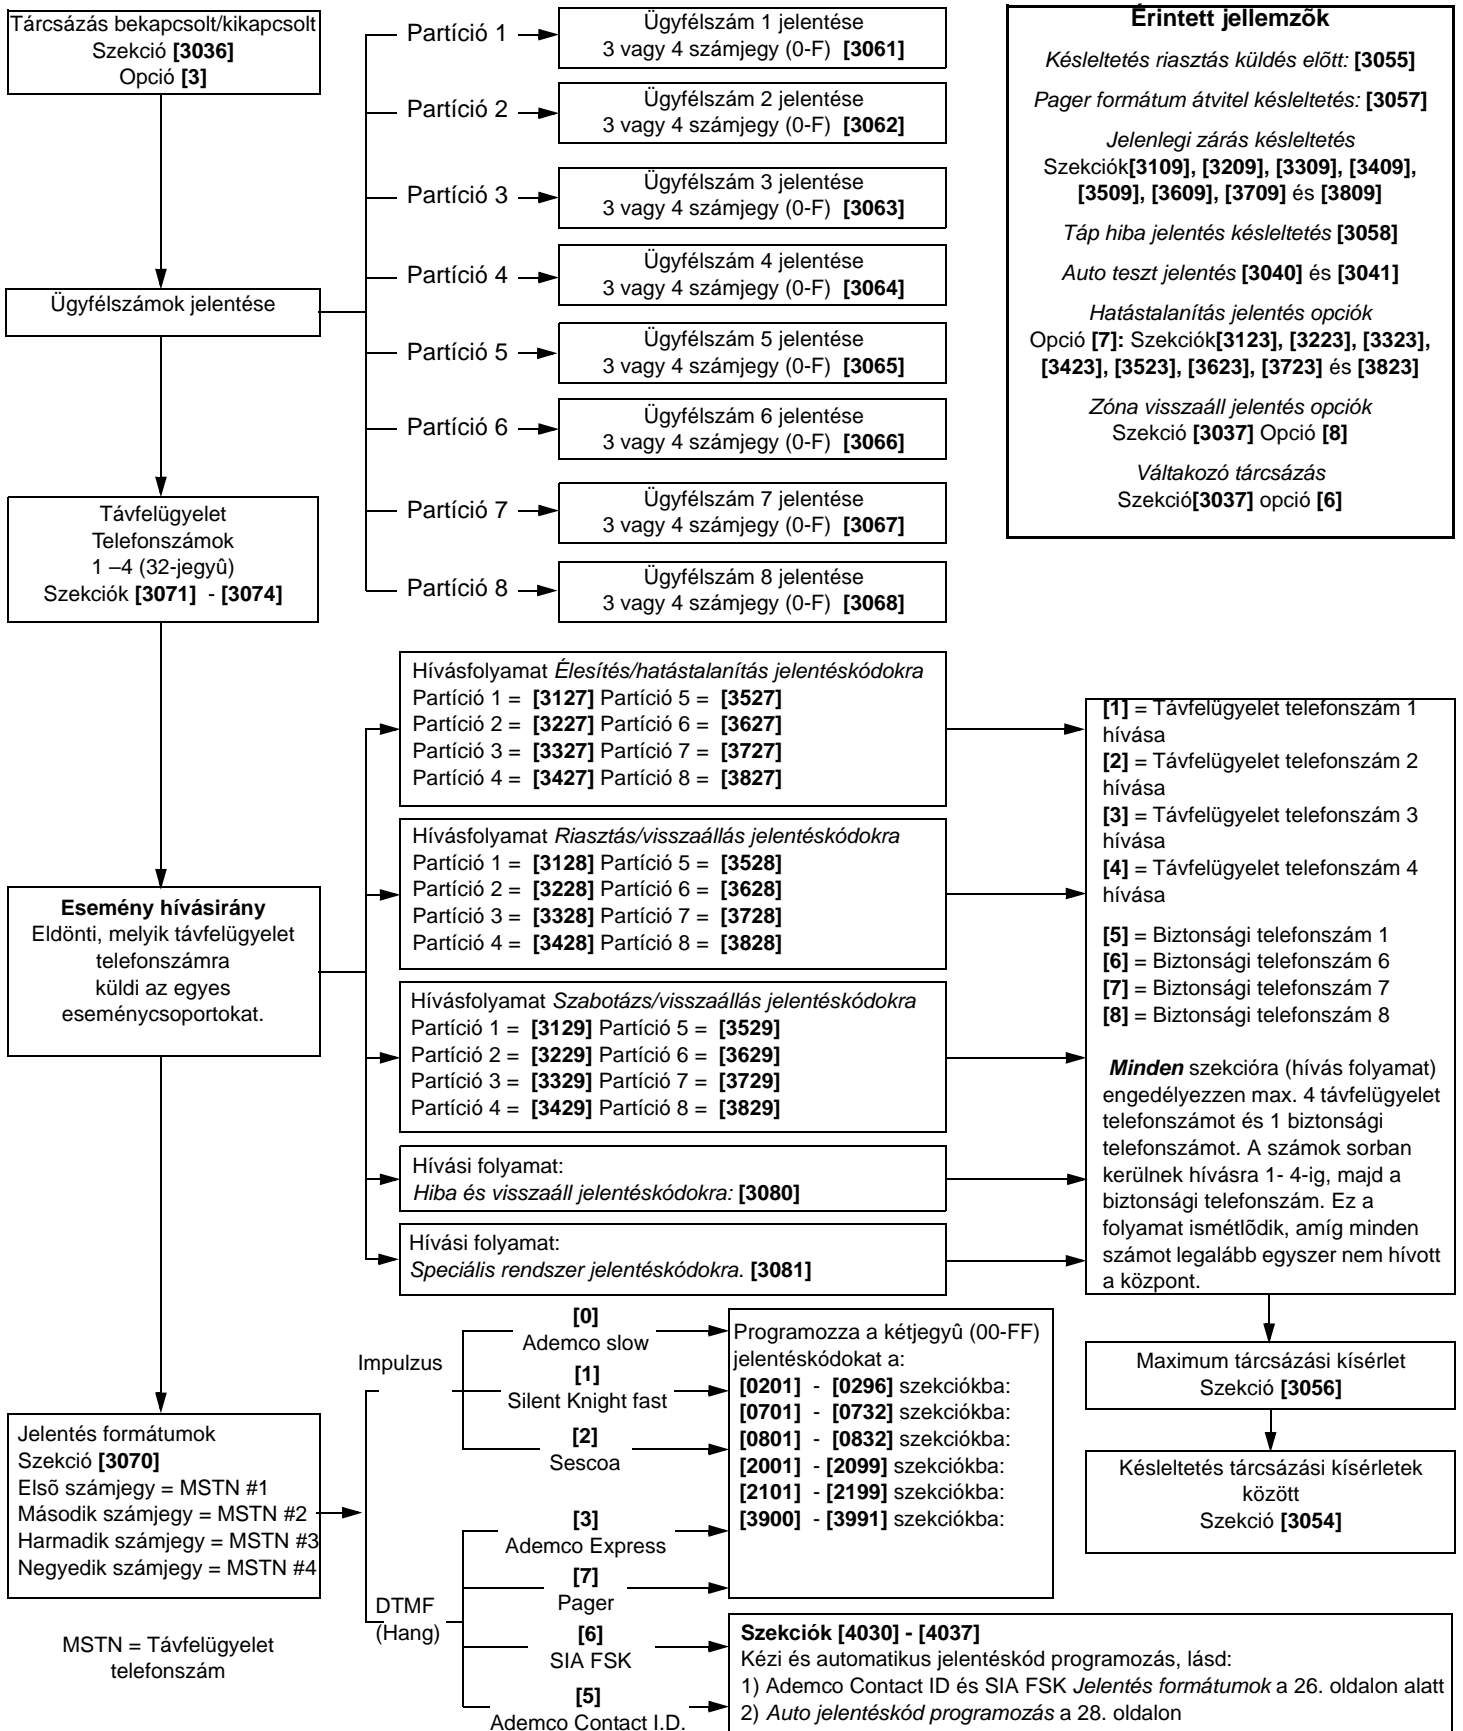 Tárcsázás bekapcsolt/kikapcsolt
Szekció [3036]
Opció [3]
Ügyfélszámok jelentése
Távfelügyelet
Telefonszámok
1 –4 (32-jegyû)
Szekciók [3071] - [3074]
Esemény hívásirány
Eldönti, melyik távfelügyelet
telefonszámra
küldi az egyes
eseménycsoportokat.
Jelentés formátumok
Szekció [3070]
Elsõ számjegy = MSTN #1
Második számjegy = MSTN #2
Harmadik számjegy = MSTN #3
Negyedik számjegy = MSTN #4
MSTN = Távfelügyelet
telefonszám
Partíció 1
Ügyfélszám 1 jelentése
3 vagy 4 számjegy (0-F) [3061]
Partíció 2
Ügyfélszám 2 jelentése
3 vagy 4 számjegy (0-F) [3062]
Partíció 3
Ügyfélszám 3 jelentése
3 vagy 4 számjegy (0-F) [3063]
Partíció 4
Ügyfélszám 4 jelentése
3 vagy 4 számjegy (0-F) [3064]
Partíció 5
Ügyfélszám 5 jelentése
3 vagy 4 számjegy (0-F) [3065]
Partíció 6
Ügyfélszám 6 jelentése
3 vagy 4 számjegy (0-F) [3066]
Partíció 7
Ügyfélszám 7 jelentése
3 vagy 4 számjegy (0-F) [3067]
Partíció 8
Ügyfélszám 8 jelentése
3 vagy 4 számjegy (0-F) [3068]
Érintett jellemzõk
Késleltetés riasztás küldés elõtt: [3055]
Pager formátum átvitel késleltetés: [3057]
Jelenlegi zárás késleltetés
Szekciók[3109], [3209], [3309], [3409],
[3509], [3609], [3709] és [3809]
Táp hiba jelentés késleltetés [3058]
Auto teszt jelentés [3040] és [3041]
Hatástalanítás jelentés opciók
Opció [7]: Szekciók[3123], [3223], [3323],
[3423], [3523], [3623], [3723] és [3823]
Zóna visszaáll jelentés opciók
Szekció [3037] Opció [8]
Váltakozó tárcsázás
Szekció[3037] opció [6]
Hívásfolyamat Élesítés/hatástalanítás jelentéskódokra
Partíció 1 = [3127] Partíció 5 = [3527]
Partíció 2 = [3227] Partíció 6 = [3627]
Partíció 3 = [3327] Partíció 7 = [3727]
Partíció 4 = [3427] Partíció 8 = [3827]
Hívásfolyamat Riasztás/visszaállás jelentéskódokra
Partíció 1 = [3128] Partíció 5 = [3528]
Partíció 2 = [3228] Partíció 6 = [3628]
Partíció 3 = [3328] Partíció 7 = [3728]
Partíció 4 = [3428] Partíció 8 = [3828]
Hívásfolyamat Szabotázs/visszaállás jelentéskódokra
Partíció 1 = [3129] Partíció 5 = [3529]
Partíció 2 = [3229] Partíció 6 = [3629]
Partíció 3 = [3329] Partíció 7 = [3729]
Partíció 4 = [3429] Partíció 8 = [3829]
Hívási folyamat:
Hiba és visszaáll jelentéskódokra: [3080]
Hívási folyamat:
Speciális rendszer jelentéskódokra. [3081]
[1] = Távfelügyelet telefonszám 1
hívása
[2] = Távfelügyelet telefonszám 2
hívása
[3] = Távfelügyelet telefonszám 3
hívása
[4] = Távfelügyelet telefonszám 4
hívása
[5] = Biztonsági telefonszám 1
[6] = Biztonsági telefonszám 6
[7] = Biztonsági telefonszám 7
[8] = Biztonsági telefonszám 8
Minden szekcióra (hívás folyamat)
engedélyezzen max. 4 távfelügyelet
telefonszámot és 1 biztonsági
telefonszámot. A számok sorban
kerülnek hívásra 1- 4-ig, majd a
biztonsági telefonszám. Ez a
folyamat ismétlõdik, amíg minden
számot legalább egyszer nem hívott
a központ.
Maximum tárcsázási kísérlet
Szekció [3056]
Késleltetés tárcsázási kísérletek
között
Szekció [3054]
Impulzus
[0]
Ademco slow
[1]
Silent Knight fast
[2]
Sescoa
DTMF
(Hang)
[3]
Ademco Express
[7]
Pager
[6]
SIA FSK
[5]
Ademco Contact I.D.
Programozza a kétjegyû (00-FF)
jelentéskódokat a:
[0201] - [0296] szekciókba:
[0701] - [0732] szekciókba:
[0801] - [0832] szekciókba:
[2001] - [2099] szekciókba:
[2101] - [2199] szekciókba:
[3900] - [3991] szekciókba:
Szekciók [4030] - [4037]
Kézi és automatikus jelentéskód programozás, lásd:
1) Ademco Contact ID és SIA FSK Jelentés formátumok a 26. oldalon alatt
2) Auto jelentéskód programozás a 28. oldalon